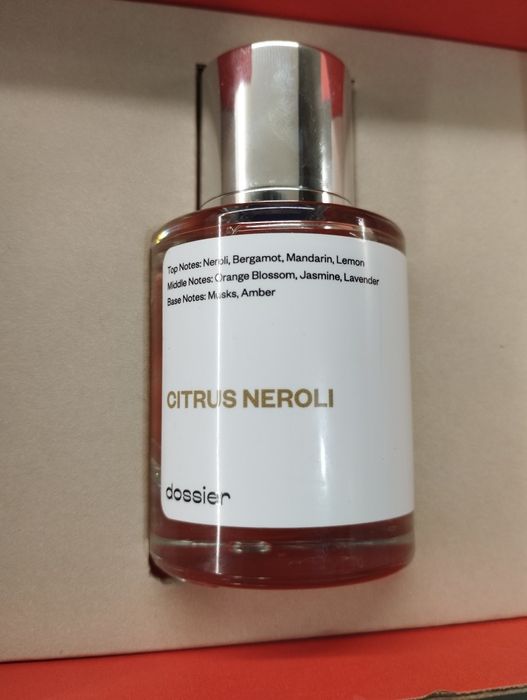 Top Notes: Neroli, Bergamot, Mandarin, Lemon
Middle Notes: Orange Blossom, Jasmine, Lavender
Base Notes: Musks, Amber
CITRUS NEROLI
dossier